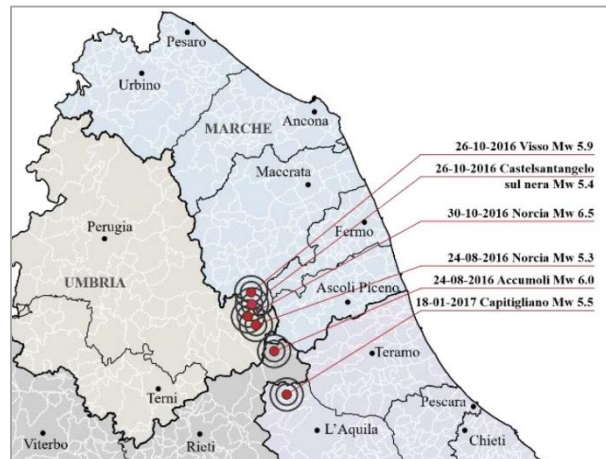 Pesaro
Urbino
MARCHE
Ancona
26-10-2016 Visso Mw 5.9
26-10-2016 Castelsantangelo
sul nera Mw 5.4
Macerata
30-10-2016 Norcia Mw 6.5
Perugia
Fermo
24-08-2016 Norcia Mw 5.3
UMBRIA
24-08-2016 Accumoli Mw 6.0
Ascoli Piceno
18-01-2017 Capitigliano Mw 5.5
Teramo
Terni
Pescara
Viterbo
Rieti
L'Aquila
Chieti